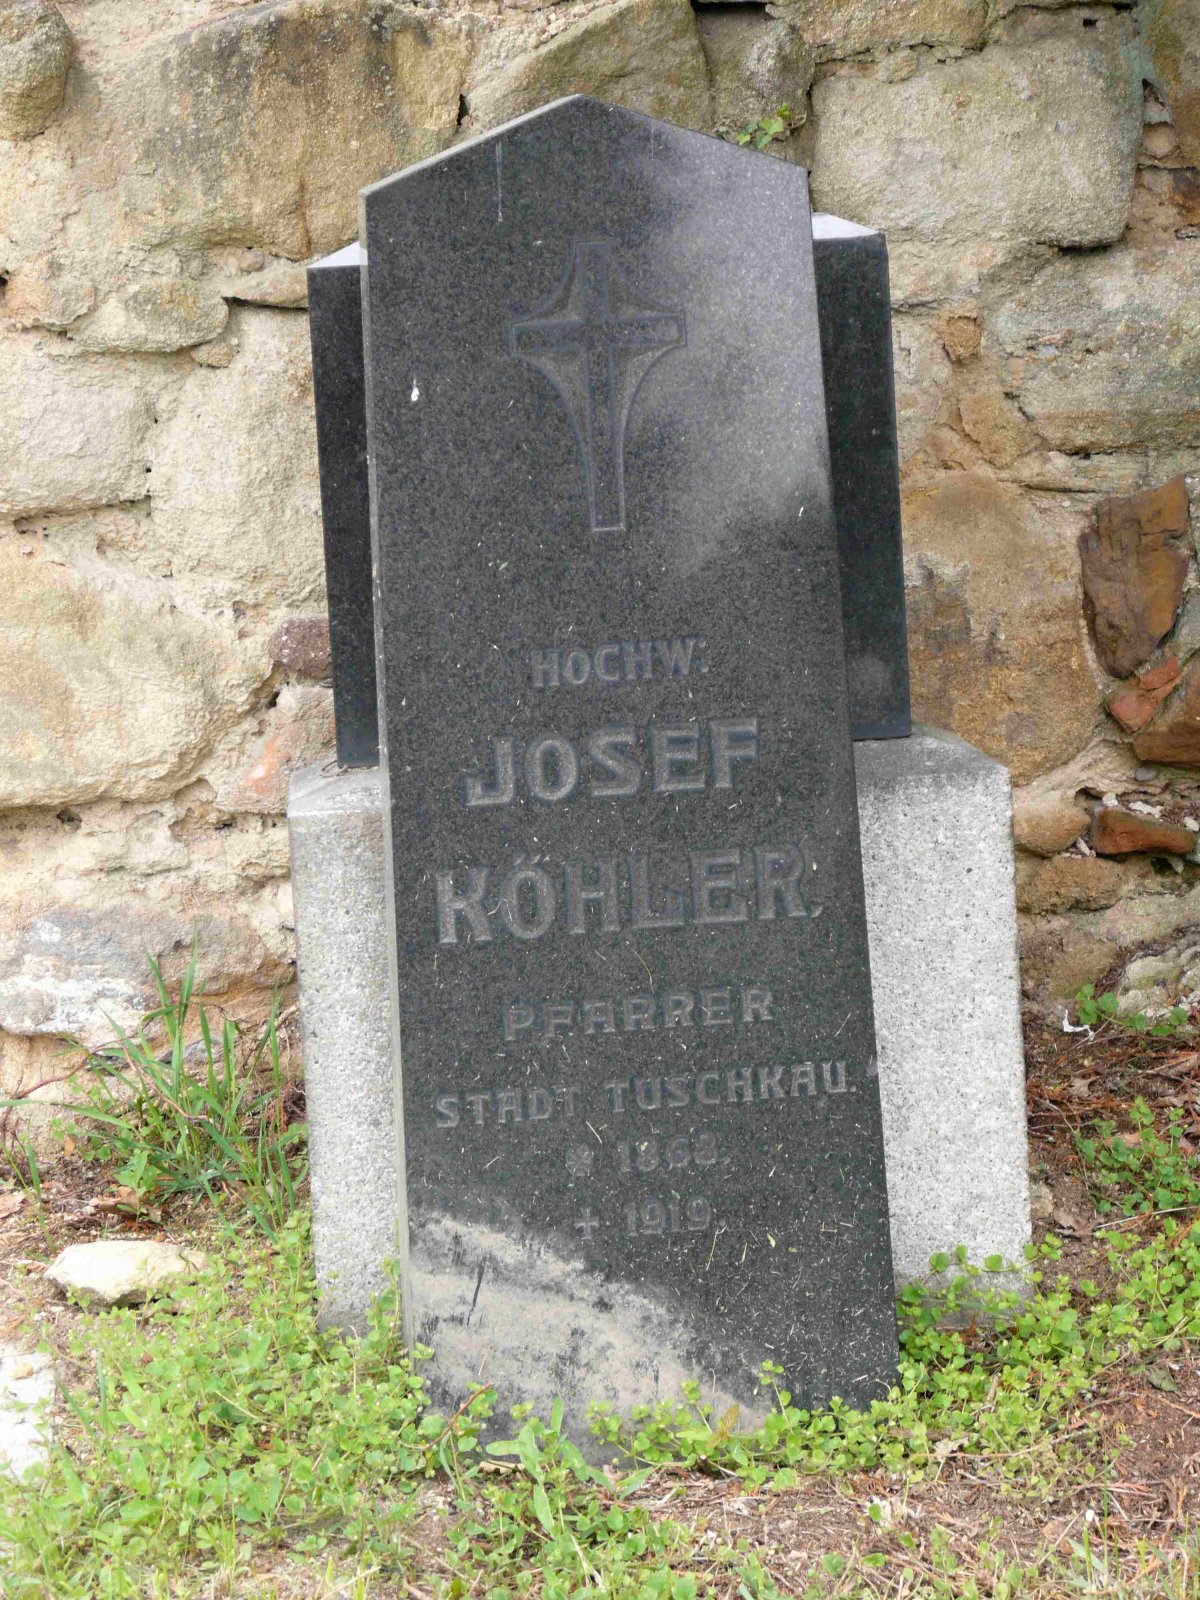 HOCHW.
JOSEF
KÖHLER,
PFARRER
STADT TUSCHKAU.
* 1868.
+ 1919.